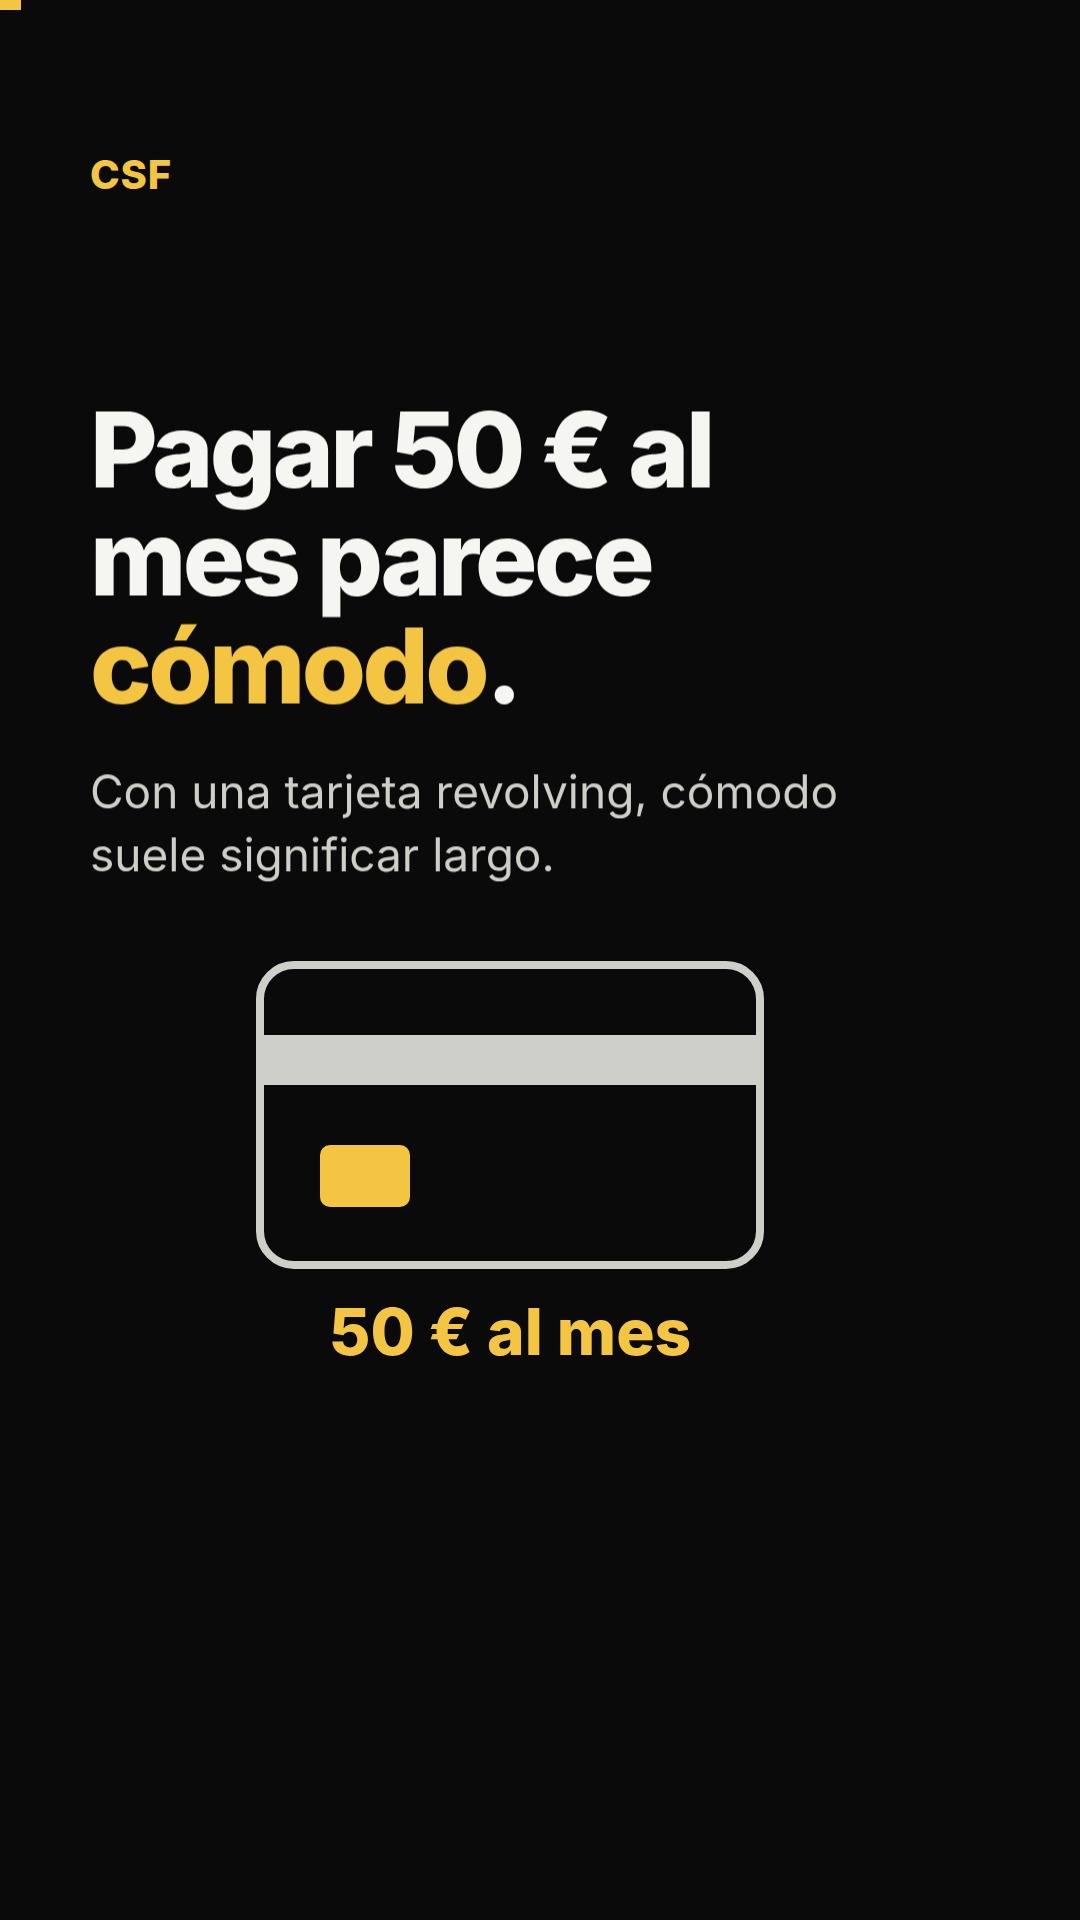 CSF
Pagar 50 € al
mes parece
cómodo.
Con una tarjeta revolving, cómodo
suele significar largo.
50 € al mes